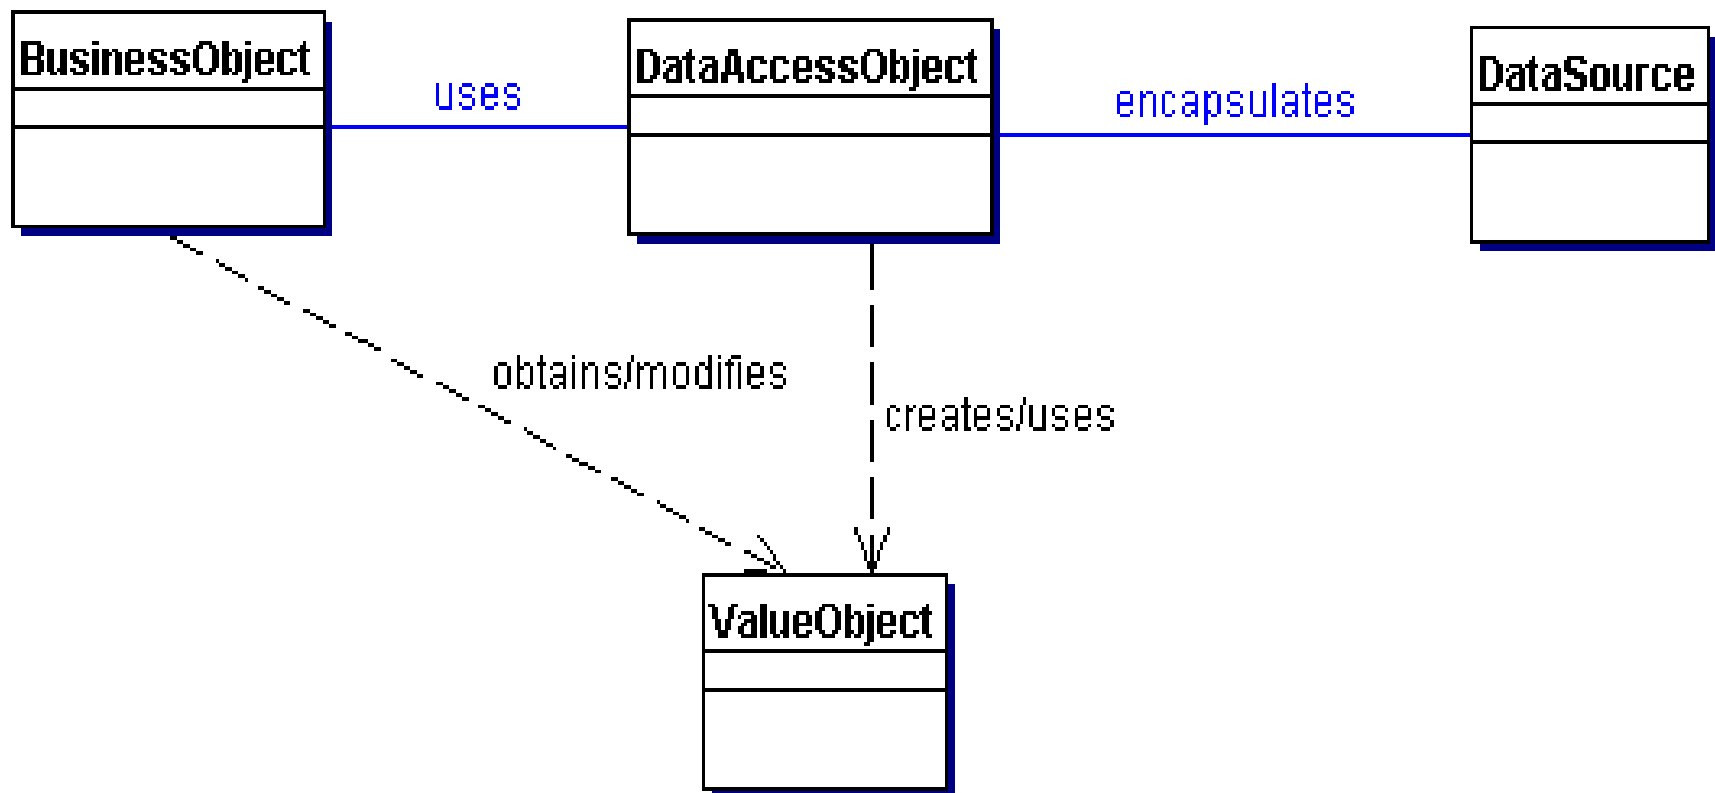 BusinessObject
uses
DataAccessObject
encapsulates
DataSource
obtains/modifies
creates/uses
ValueObject